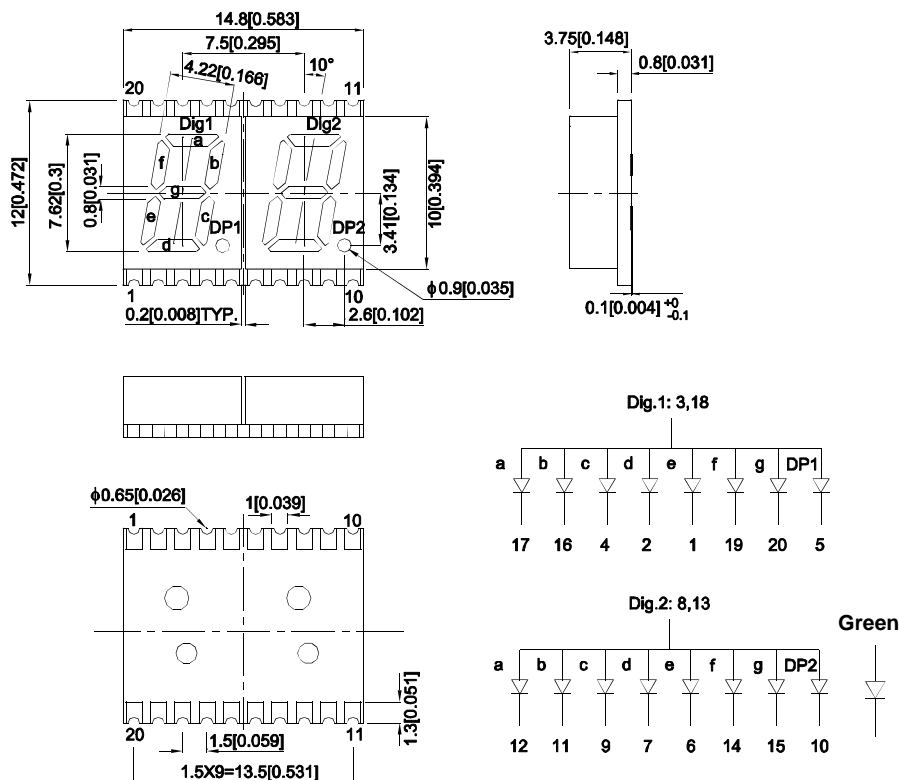 14.8[0.583]
7.5[0.295]
4.22[0.166]
10°
20
11
Dig1
Dig2
a
b
f
g
e
c
d
DP1
DP2
12[0.472]
7.62[0.3]
0.8[0.031]
3.41[0.134]
10[0.394]
1
10
ϕ0.9[0.035]
0.2[0.008]TYP.
2.6[0.102]
3.75[0.148]
0.8[0.031]
0.1[0.004] +0 -0.1
ϕ0.65[0.026]
1[0.039]
1
10
20
11
1.3[0.051]
1.5[0.059]
1.5X9=13.5[0.531]
Dig.1: 3,18
a b c d e f g DP1
17 16 4 2 1 19 20 5
Dig.2: 8,13
a b c d e f g DP2
12 11 9 7 6 14 15 10
Green